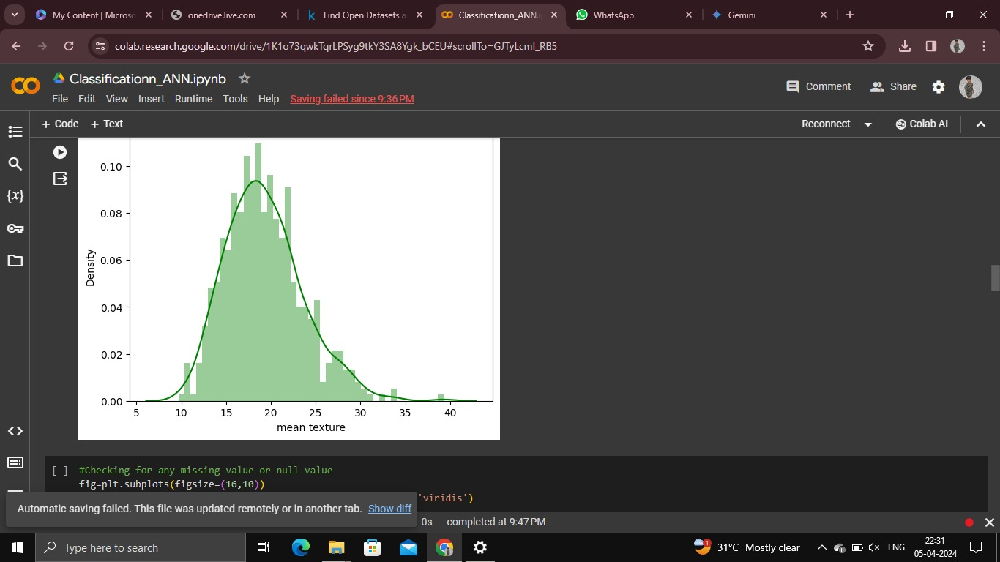 My Content | Microso
onedrive.live.com
Find Open Datasets a
Classificationn_ANN.i
WhatsApp
Gemini
colab.research.google.com/drive/1K1o73qwkTqrLPSyg9tkY3SA8Ygk_bCEU#scrollTo=GJTyLcml_RB5
Classificationn_ANN.ipynb
File Edit View Insert Runtime Tools Help Saving failed since 9:36 PM
Comment Share
+ Code + Text
Reconnect Colab AI
{x}
0.10
0.08
0.06
0.04
0.02
0.00
Density
5 10 15 20 25 30 35 40
mean texture
[ ] #Checking for any missing value or null value
fig=plt.subplots(figsize=(16,10))
'viridis')
Automatic saving failed. This file was updated remotely or in another tab. Show diff
0s completed at 9:47 PM
Type here to search
1
31°C Mostly clear
ENG
22:31
05-04-2024